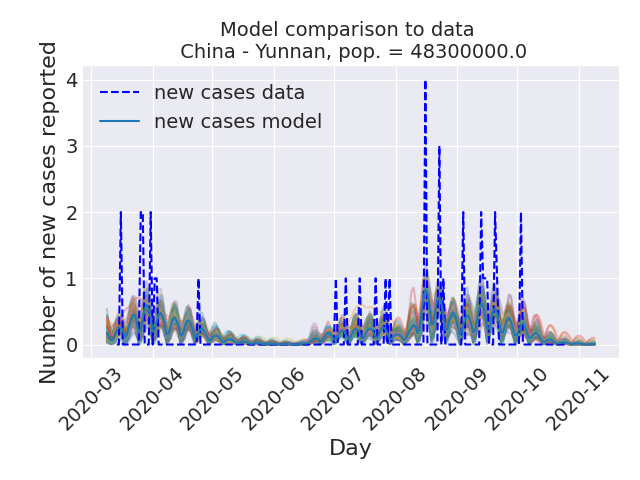 Model comparison to data
China - Yunnan, pop. = 48300000.0
Number of new cases reported
4
3
2
1
0
new cases data
new cases model
2020-03
2020-04
2020-05
2020-06
2020-07
2020-08
2020-09
2020-10
2020-11
Day